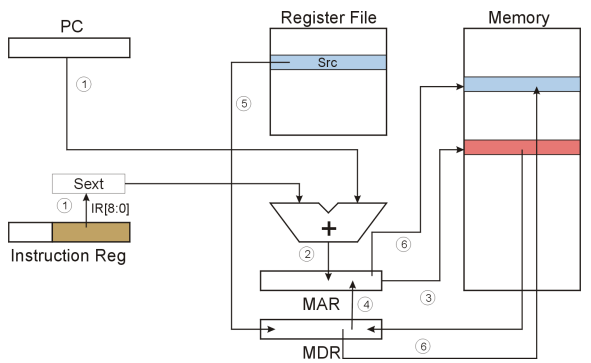 PC
Register File
Memory
Src
①
⑤
Sext
①
IR[8:0]
Instruction Reg
+
②
⑥
③
MAR
④
MDR
⑥